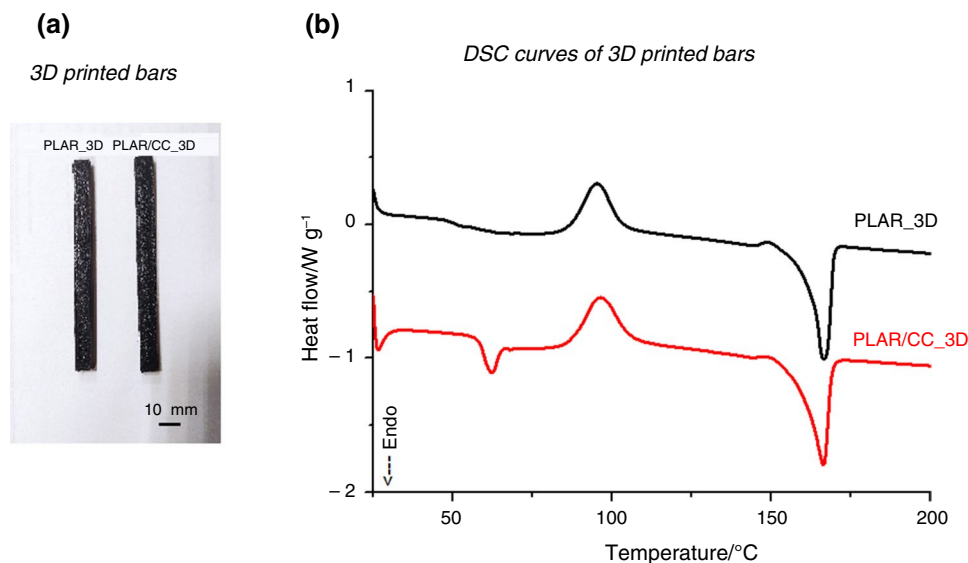 (a)
3D printed bars
PLAR_3D PLAR/CC_3D
10 mm
(b)
DSC curves of 3D printed bars
1
0
−1
−2
Heat flow/W g⁻¹
<--- Endo
PLAR_3D
PLAR/CC_3D
50 100 150 200
Temperature/°C